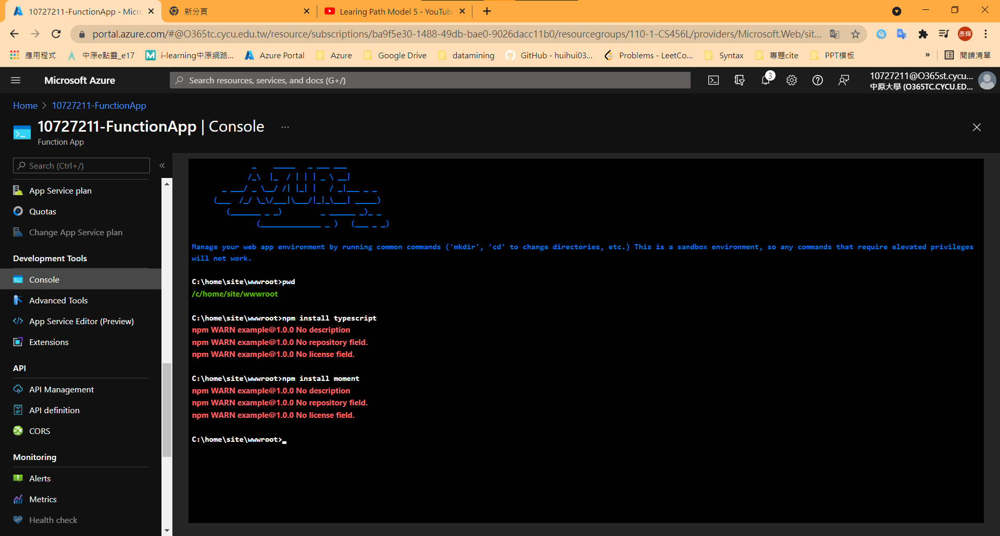 10727211-FunctionApp - Micr
新分頁
Learing Path Model 5 - YouTube
portal.azure.com/#@O365tc.cycu.edu.tw/resource/subscriptions/ba9f5e30-1488-49db-bae0-9026dacc11b0/resourcegroups/110-1-CS456L/providers/Microsoft.Web/sit...
彥輝
應用程式
中原e點靈_e17
i-learning中原網路...
Azure Portal
Azure
Google Drive
datamining
GitHub - huihui03...
Problems - LeetCo...
Syntax
專題cite
PPT模板
»
閱讀清單
Microsoft Azure
Search resources, services, and docs (G+/)
3
10727211@O365st.cycu...
中原大學 (O365TC.CYCU.ED...
Home > 10727211-FunctionApp
10727211-FunctionApp | Console ...
Function App
Search (Ctrl+/)
«
App Service plan
Quotas
Change App Service plan
Development Tools
Console
Advanced Tools
App Service Editor (Preview)
Extensions
API
API Management
API definition
CORS
Monitoring
Alerts
Metrics
Health check
AZURE
Manage your web app environment by running common commands ('mkdir', 'cd' to change directories, etc.) This is a sandbox environment, so any commands that require elevated privileges
will not work.
C:\home\site\wwwroot>pwd
/c/home/site/wwwroot
C:\home\site\wwwroot>npm install typescript
npm WARN example@1.0.0 No description
npm WARN example@1.0.0 No repository field.
npm WARN example@1.0.0 No license field.
C:\home\site\wwwroot>npm install moment
npm WARN example@1.0.0 No description
npm WARN example@1.0.0 No repository field.
npm WARN example@1.0.0 No license field.
C:\home\site\wwwroot>